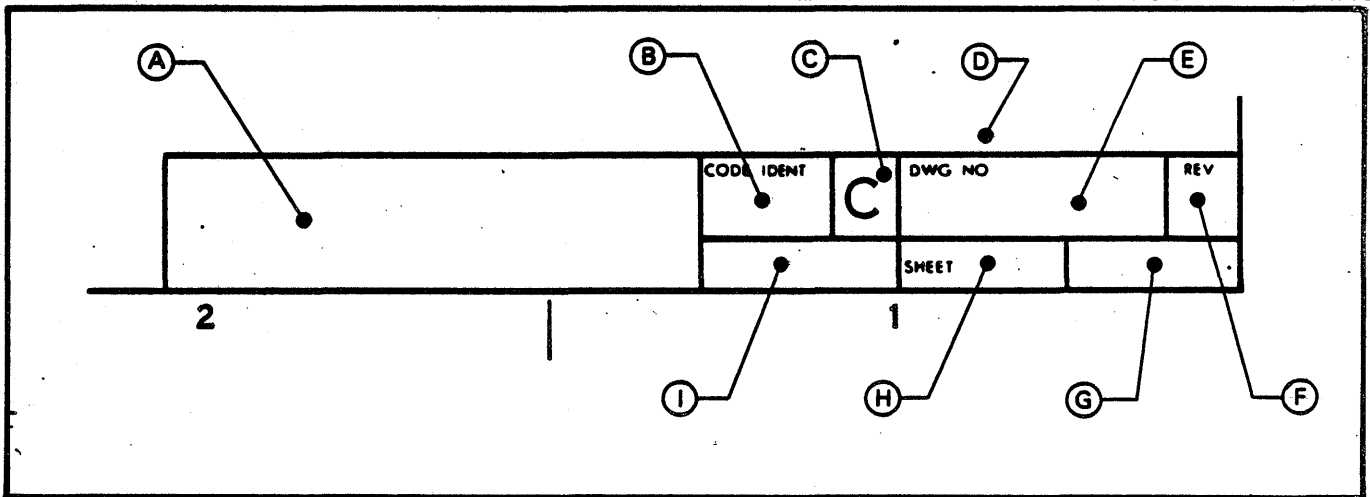 A B C D E
CODE IDENT C DWG NO REV
SHEET
2 1
I H G F